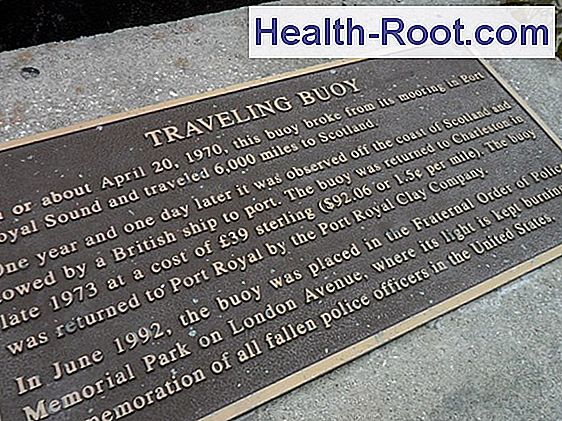 Health-Root.com
TRAVELING BUOY
or about April 20, 1970, this buoy broke from its mooring in Port
Royal Sound and traveled 6,000 miles to Scotland.
One year and one day later it was observed off the coast of Scotland and
towed by a British ship to port. The buoy was returned to Charleston in
late 1973 at a cost of £39 sterling ($92.06 or 1.5¢ per mile). The buoy
was returned to Port Royal by the Port Royal Clay Company.
In June 1992, the buoy was placed in the Fraternal Order of Police
Memorial Park on London Avenue, where its light is kept burning
memoration of all fallen police officers in the United States.